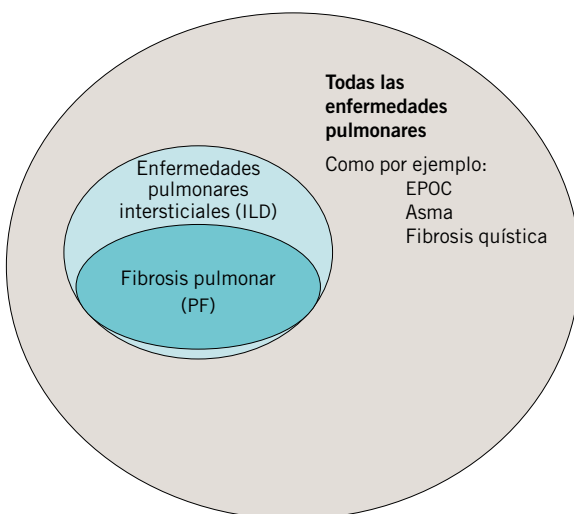 Todas las
enfermedades
pulmonares
Como por ejemplo:
EPOC
Asma
Fibrosis quística
Enfermedades
pulmonares
intersticiales (ILD)
Fibrosis pulmonar
(PF)